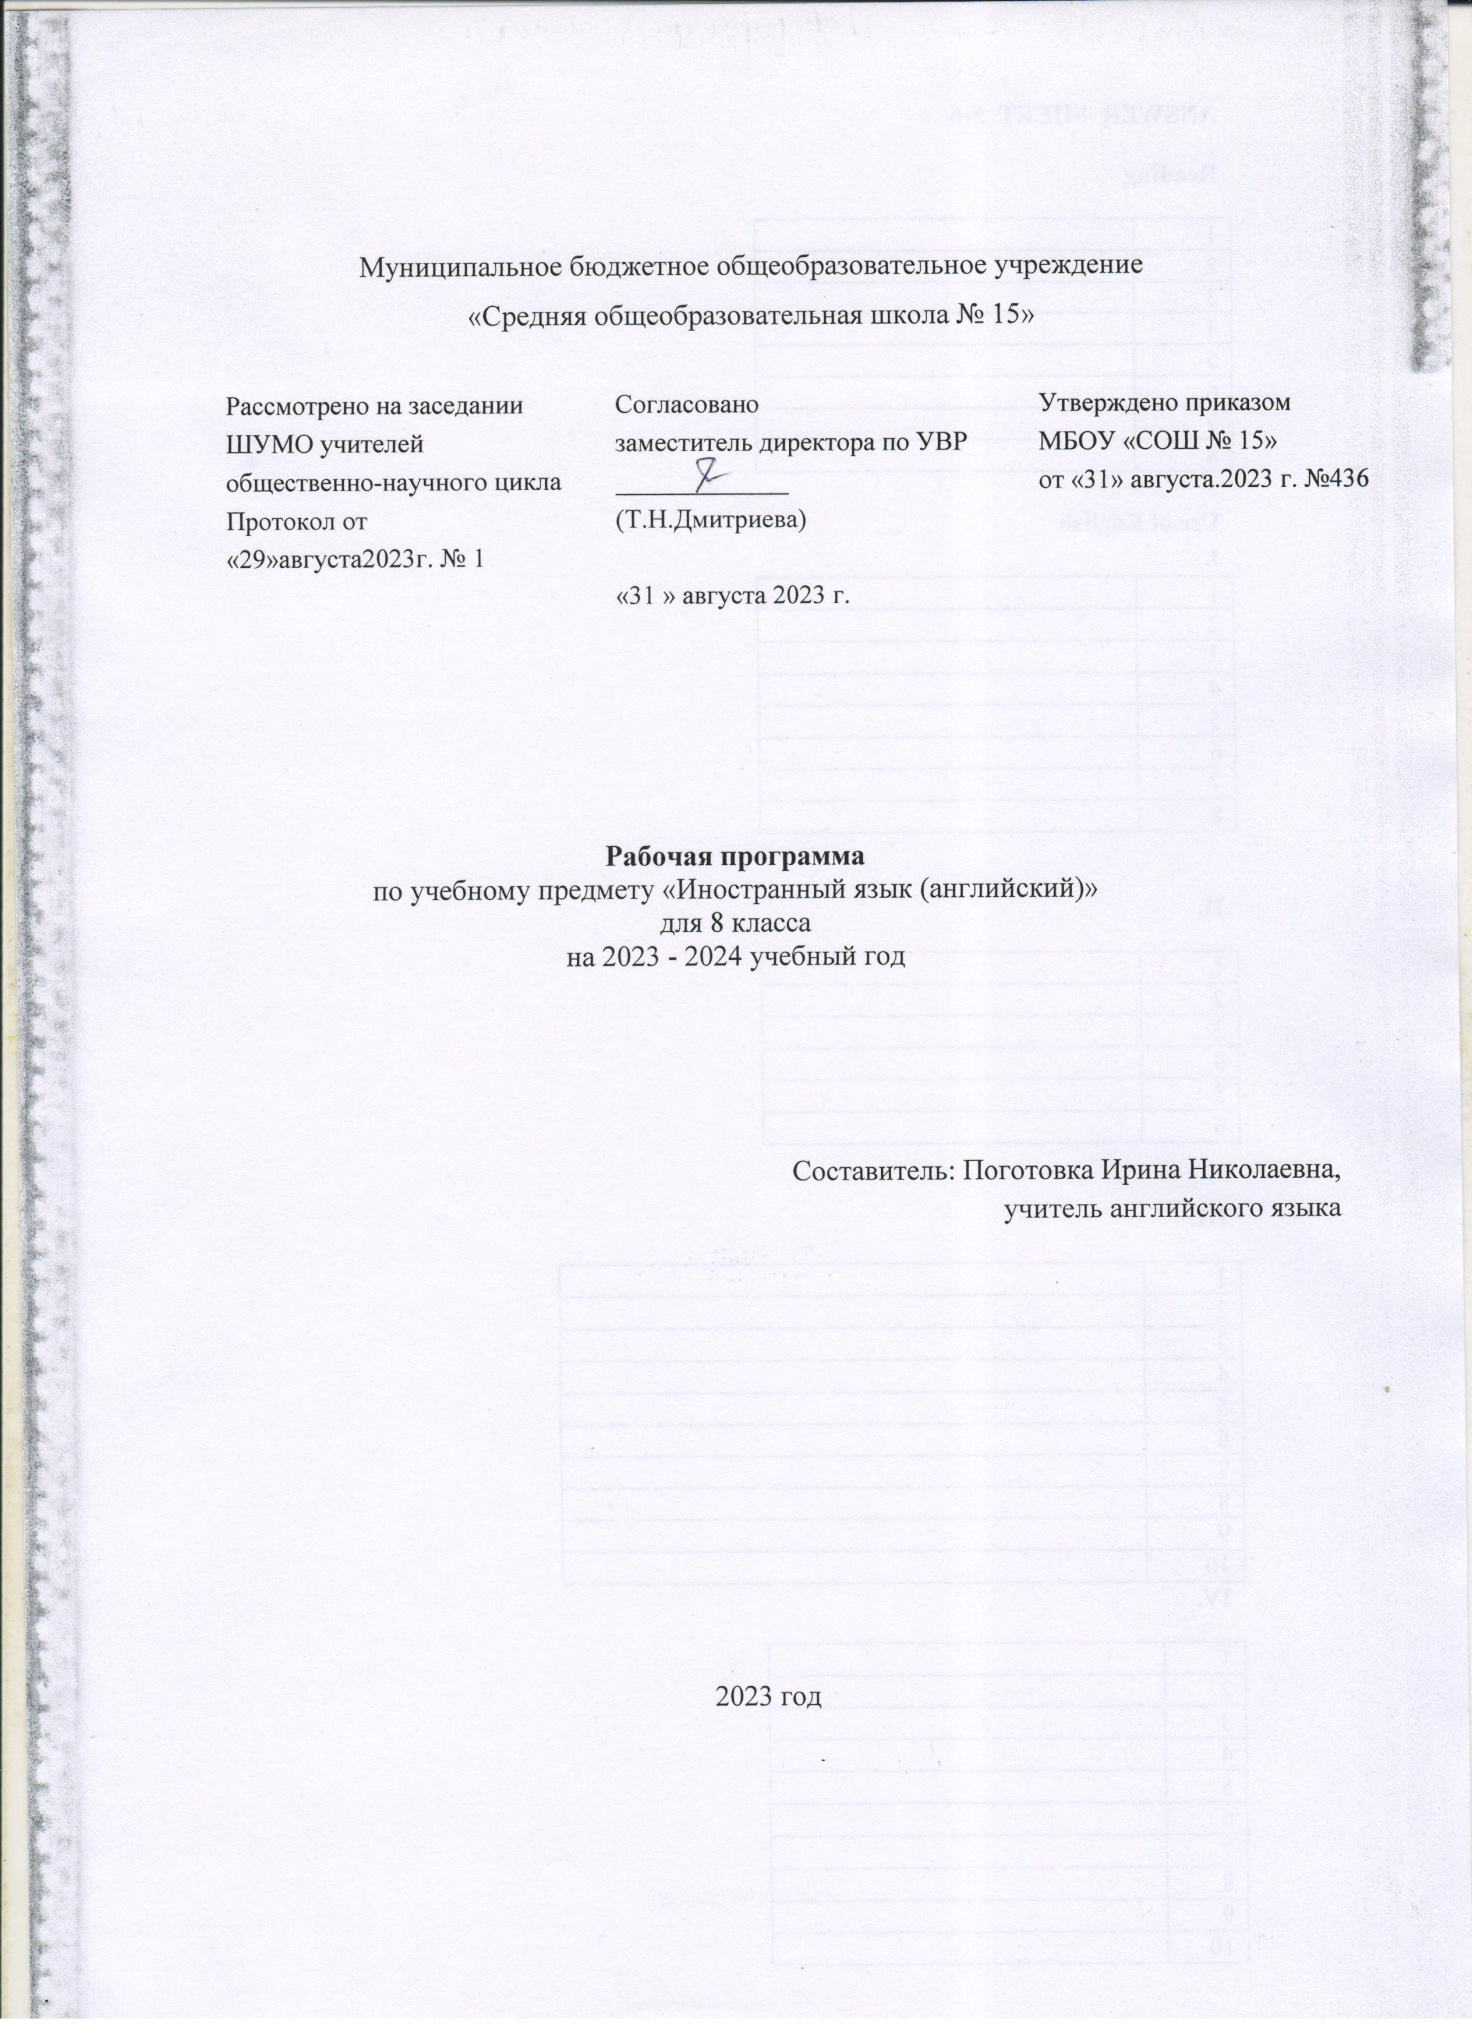 Муниципальное бюджетное общеобразовательное учреждение
«Средняя общеобразовательная школа № 15»
Рассмотрено на заседании
ШУМО учителей
общественно-научного цикла
Протокол от
«29»августа2023г. № 1
Согласовано
заместитель директора по УВР
_____________
(Т.Н.Дмитриева)
«31 » августа 2023 г.
Утверждено приказом
МБОУ «СОШ № 15»
от «31» августа.2023 г. №436
Рабочая программа
по учебному предмету «Иностранный язык (английский)»
для 8 класса
на 2023 - 2024 учебный год
Составитель: Поготовка Ирина Николаевна,
учитель английского языка
2023 год